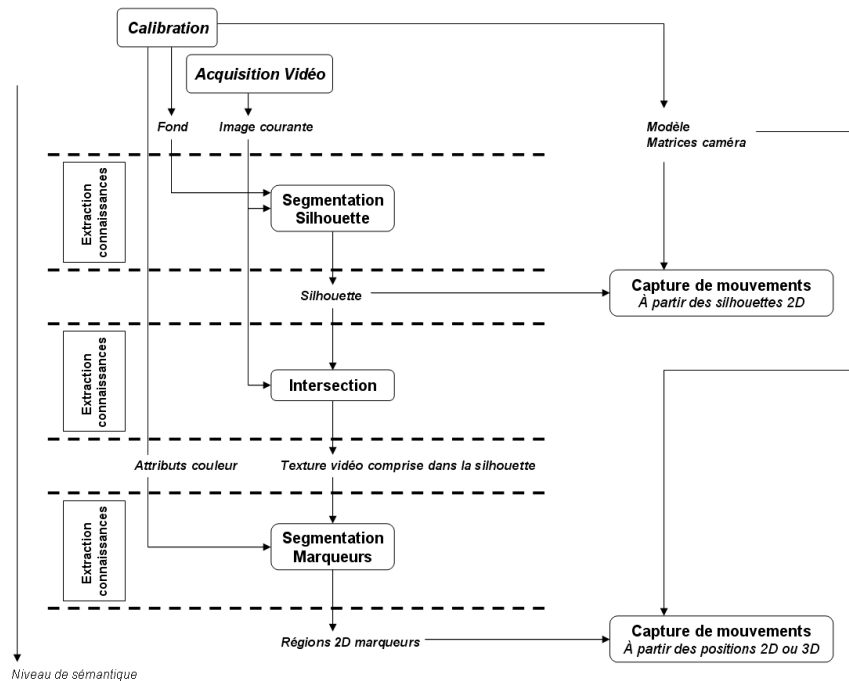 Calibration
Acquisition Vidéo
Fond
Image courante
Modèle
Matrices caméra
Extraction
connaissances
Segmentation
Silhouette
Silhouette
Capture de mouvements
À partir des silhouettes 2D
Extraction
connaissances
Intersection
Attributs couleur
Texture vidéo comprise dans la silhouette
Extraction
connaissances
Segmentation
Marqueurs
Régions 2D marqueurs
Capture de mouvements
À partir des positions 2D ou 3D
Niveau de sémantique